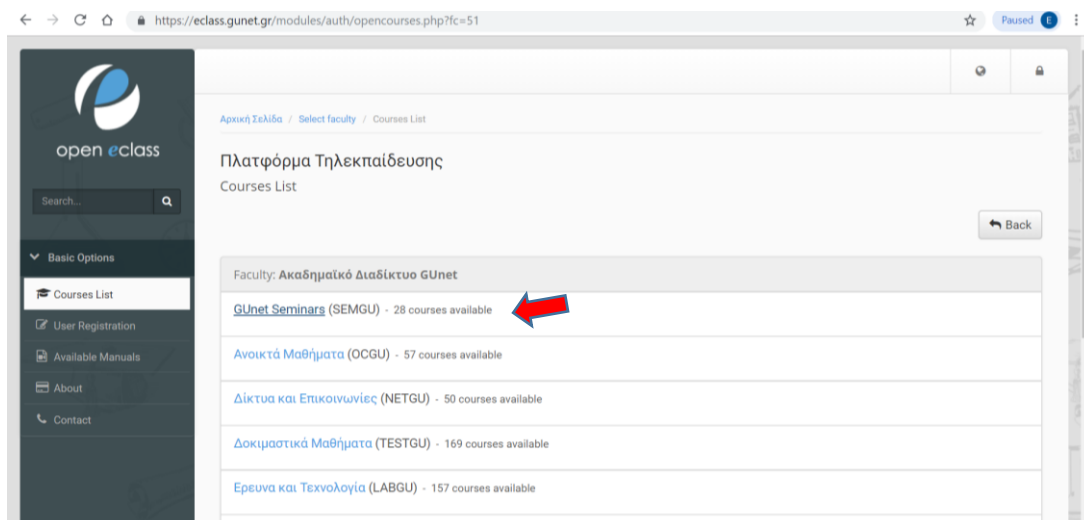 https://eclass.gunet.gr/modules/auth/opencourses.php?fc=51
Paused E
open eclass
Αρχική Σελίδα / Select faculty / Courses List
Πλατφόρμα Τηλεκπαίδευσης
Courses List
Search...
Back
Basic Options
Courses List
User Registration
Available Manuals
About
Contact
Faculty: Ακαδημαϊκό Διαδίκτυο GUnet
GUnet Seminars (SEMGU) - 28 courses available
Ανοικτά Μαθήματα (OCGU) - 57 courses available
Δίκτυα και Επικοινωνίες (NETGU) - 50 courses available
Δοκιμαστικά Μαθήματα (TESTGU) - 169 courses available
Ερευνα και Τεχνολογία (LABGU) - 157 courses available